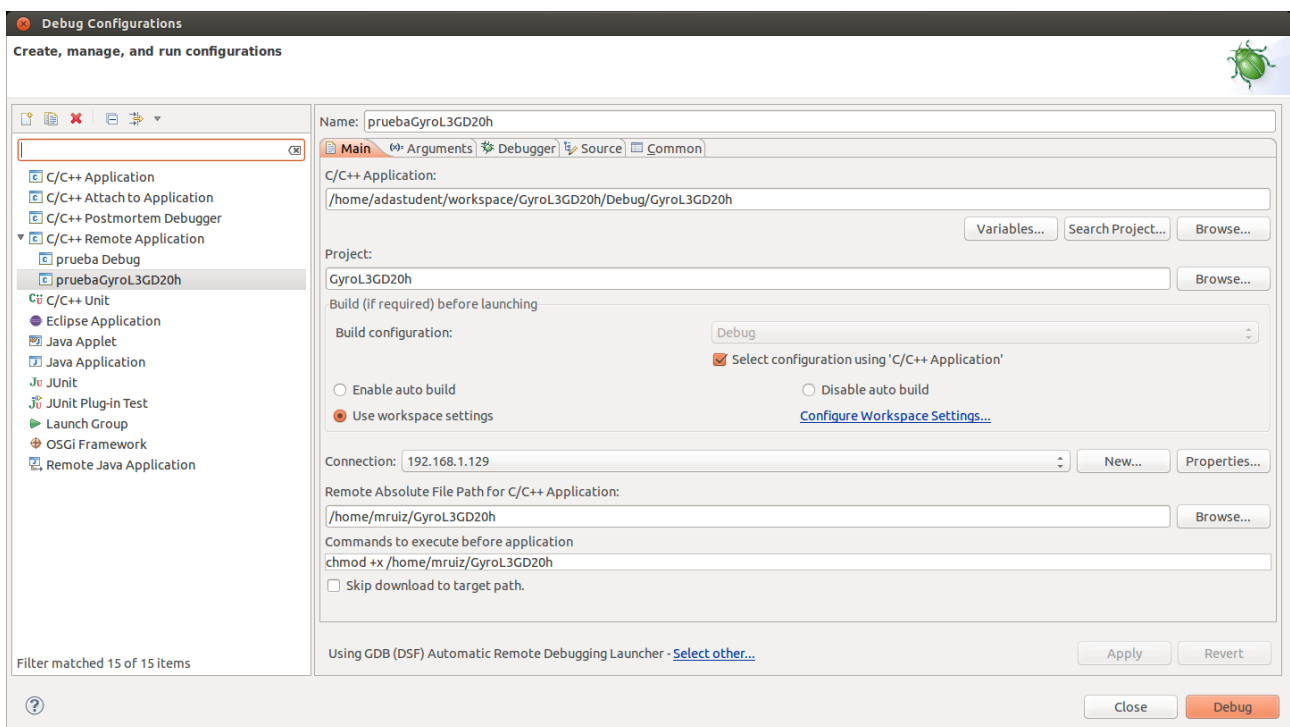 Debug Configurations
Create, manage, and run configurations
C/C++ Application
C/C++ Attach to Application
C/C++ Postmortem Debugger
C/C++ Remote Application
prueba Debug
pruebaGyroL3GD20h
C/C++ Unit
Eclipse Application
Java Applet
Java Application
JUnit
JUnit Plug-in Test
Launch Group
OSGi Framework
Remote Java Application
Filter matched 15 of 15 items
Name: pruebaGyroL3GD20h
Main Arguments Debugger Source Common
C/C++ Application:
/home/adastudent/workspace/GyroL3GD20h/Debug/GyroL3GD20h
Variables... Search Project... Browse...
Project:
GyroL3GD20h Browse...
Build (if required) before launching
Build configuration: Debug
Select configuration using 'C/C++ Application'
Enable auto build Disable auto build
Use workspace settings Configure Workspace Settings...
Connection: 192.168.1.129 New... Properties...
Remote Absolute File Path for C/C++ Application:
/home/mruiz/GyroL3GD20h Browse...
Commands to execute before application
chmod +x /home/mruiz/GyroL3GD20h
Skip download to target path.
Using GDB (DSF) Automatic Remote Debugging Launcher - Select other... Apply Revert
Close Debug